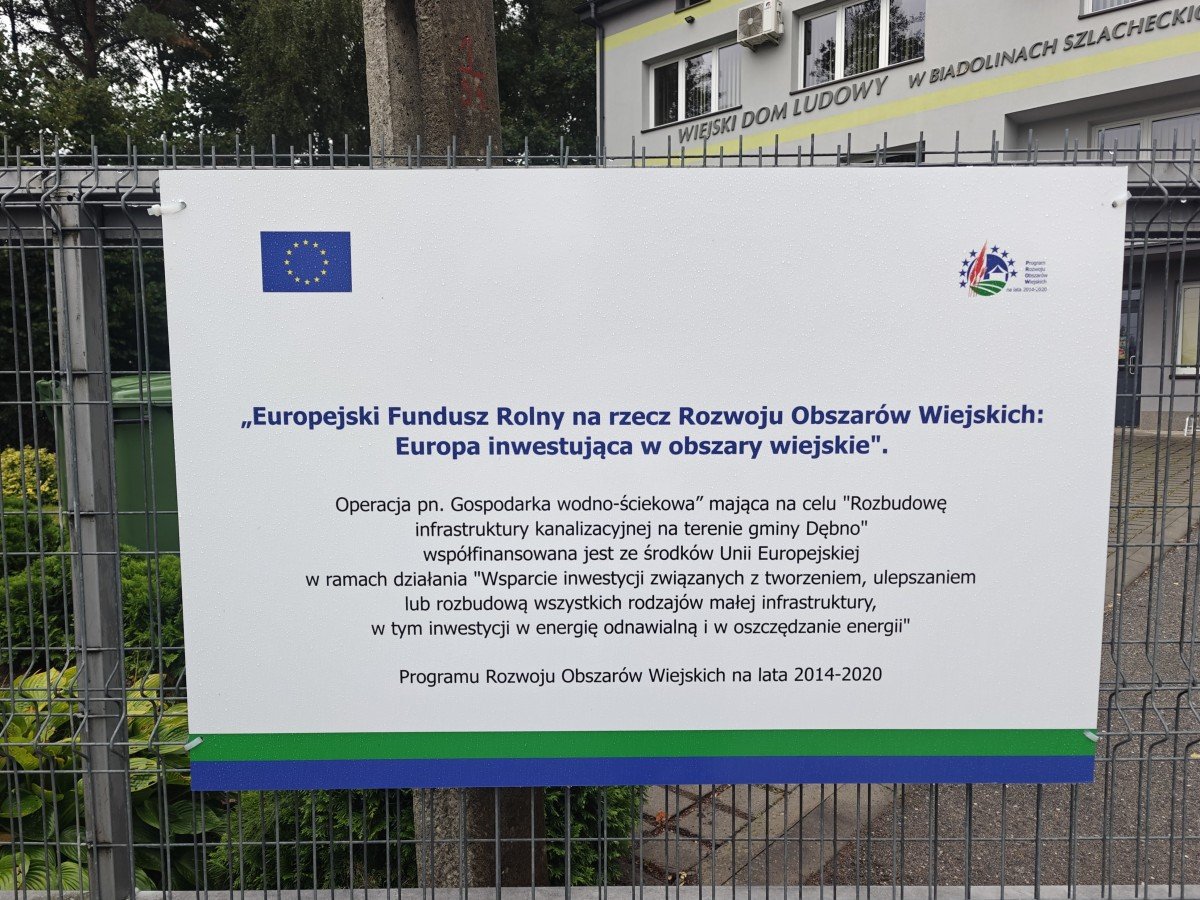 WIEJSKI DOM LUDOWY W BIADOLINACH SZLACHECKIC
Program
Rozwoju
Obszarów
Wiejskich
na lata 2014-2020
„Europejski Fundusz Rolny na rzecz Rozwoju Obszarów Wiejskich:
Europa inwestująca w obszary wiejskie".
Operacja pn. Gospodarka wodno-ściekowa” mająca na celu "Rozbudowę
infrastruktury kanalizacyjnej na terenie gminy Dębno"
współfinansowana jest ze środków Unii Europejskiej
w ramach działania "Wsparcie inwestycji związanych z tworzeniem, ulepszaniem
lub rozbudową wszystkich rodzajów małej infrastruktury,
w tym inwestycji w energię odnawialną i w oszczędzanie energii"
Programu Rozwoju Obszarów Wiejskich na lata 2014-2020